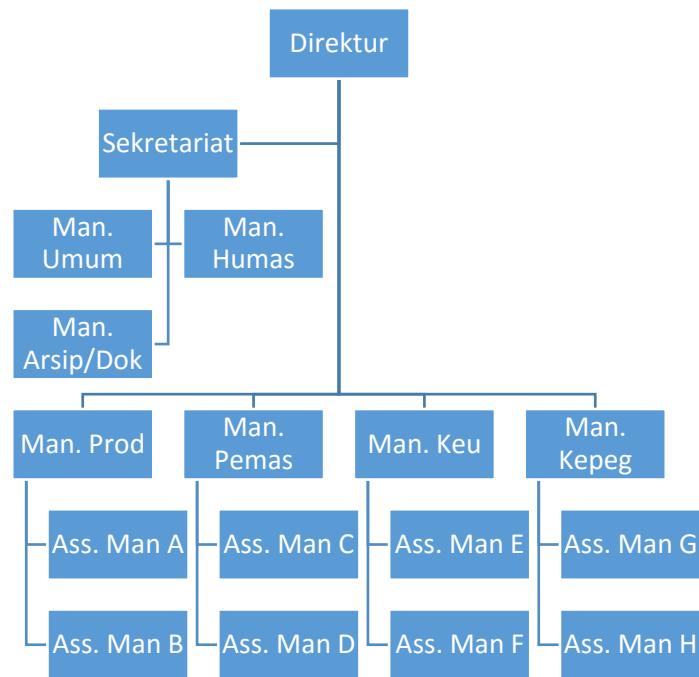 Direktur
Sekretariat
Man.
Umum
Man.
Humas
Man.
Arsip/Dok
Man. Prod
Man.
Pemas
Man. Keu
Man.
Kepeg
Ass. Man A
Ass. Man C
Ass. Man E
Ass. Man G
Ass. Man B
Ass. Man D
Ass. Man F
Ass. Man H